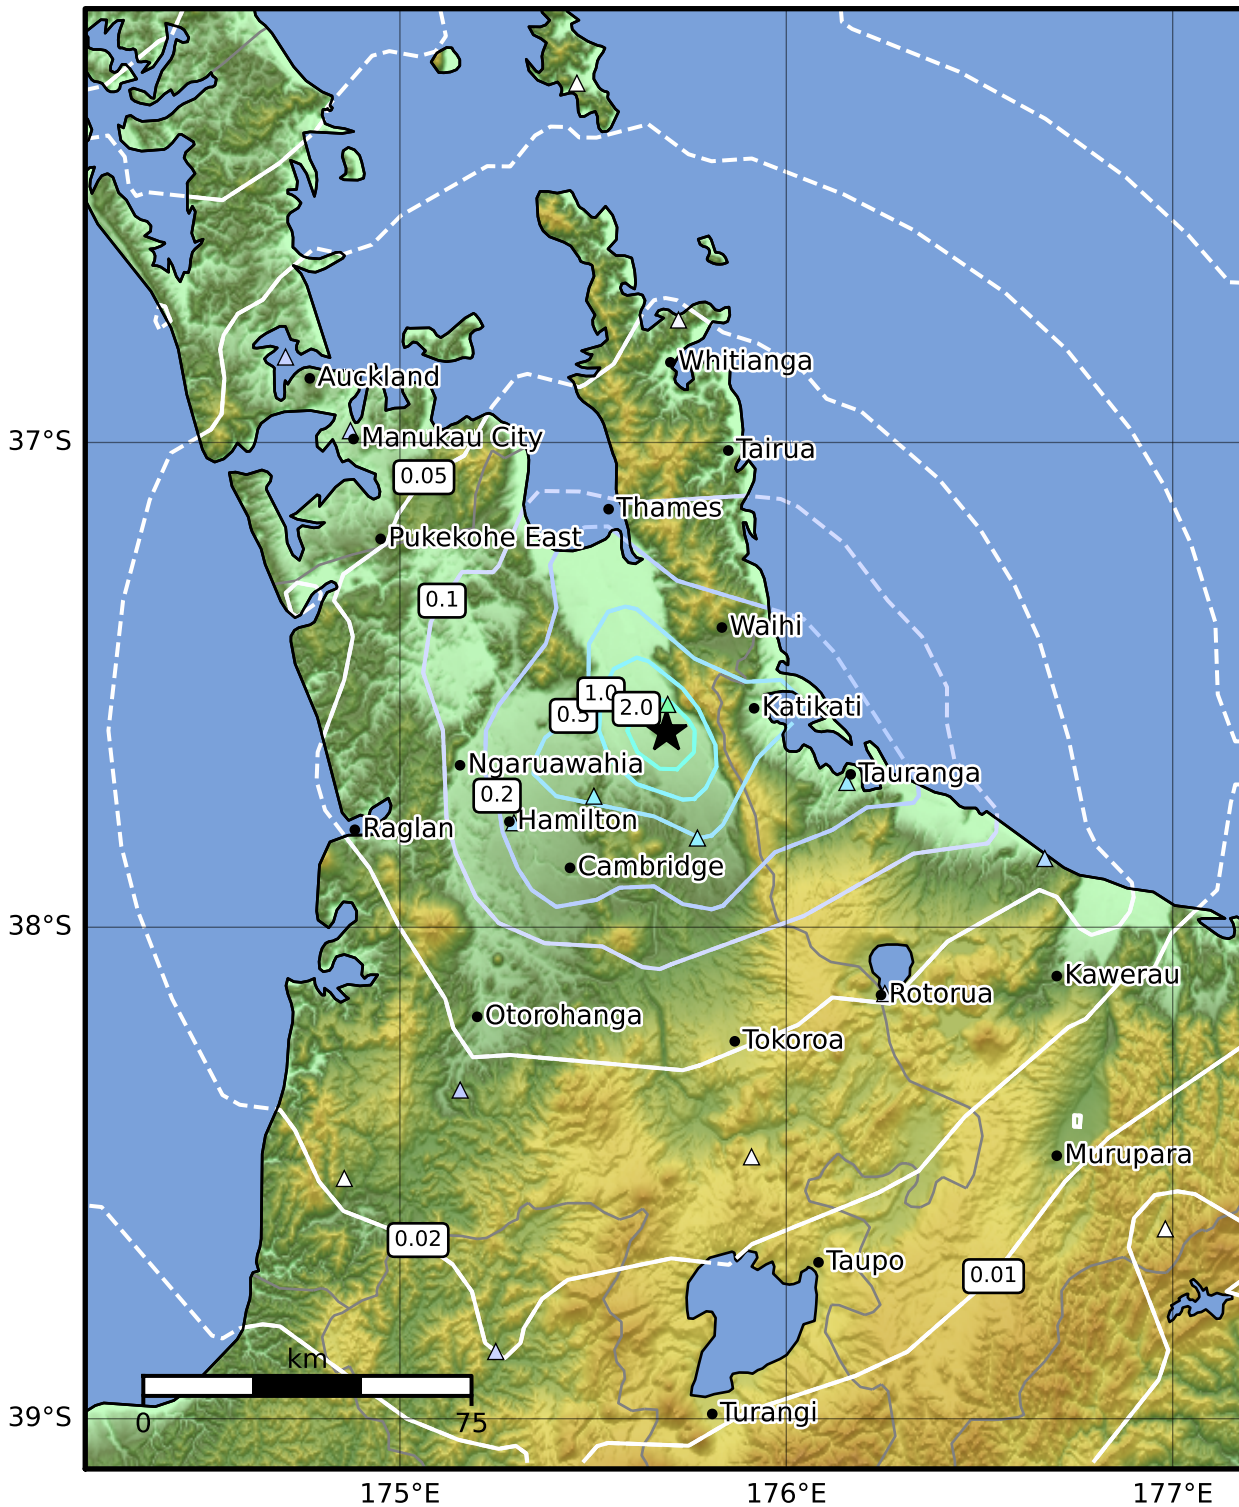 Whitianga
Auckland
37°S
Manukau City
Tairua
0.05
Thames
Pukekohe East
0.1
Waihi
1.0
0.5
2.0
Katikati
Ngaruawahia
Tauranga
0.2
Hamilton
Raglan
Cambridge
38°S
Kawerau
Rotorua
Otorohanga
Tokoroa
Murupara
0.02
Taupo
0.01
km
0
75
Turangi
39°S
175°E
176°E
177°E